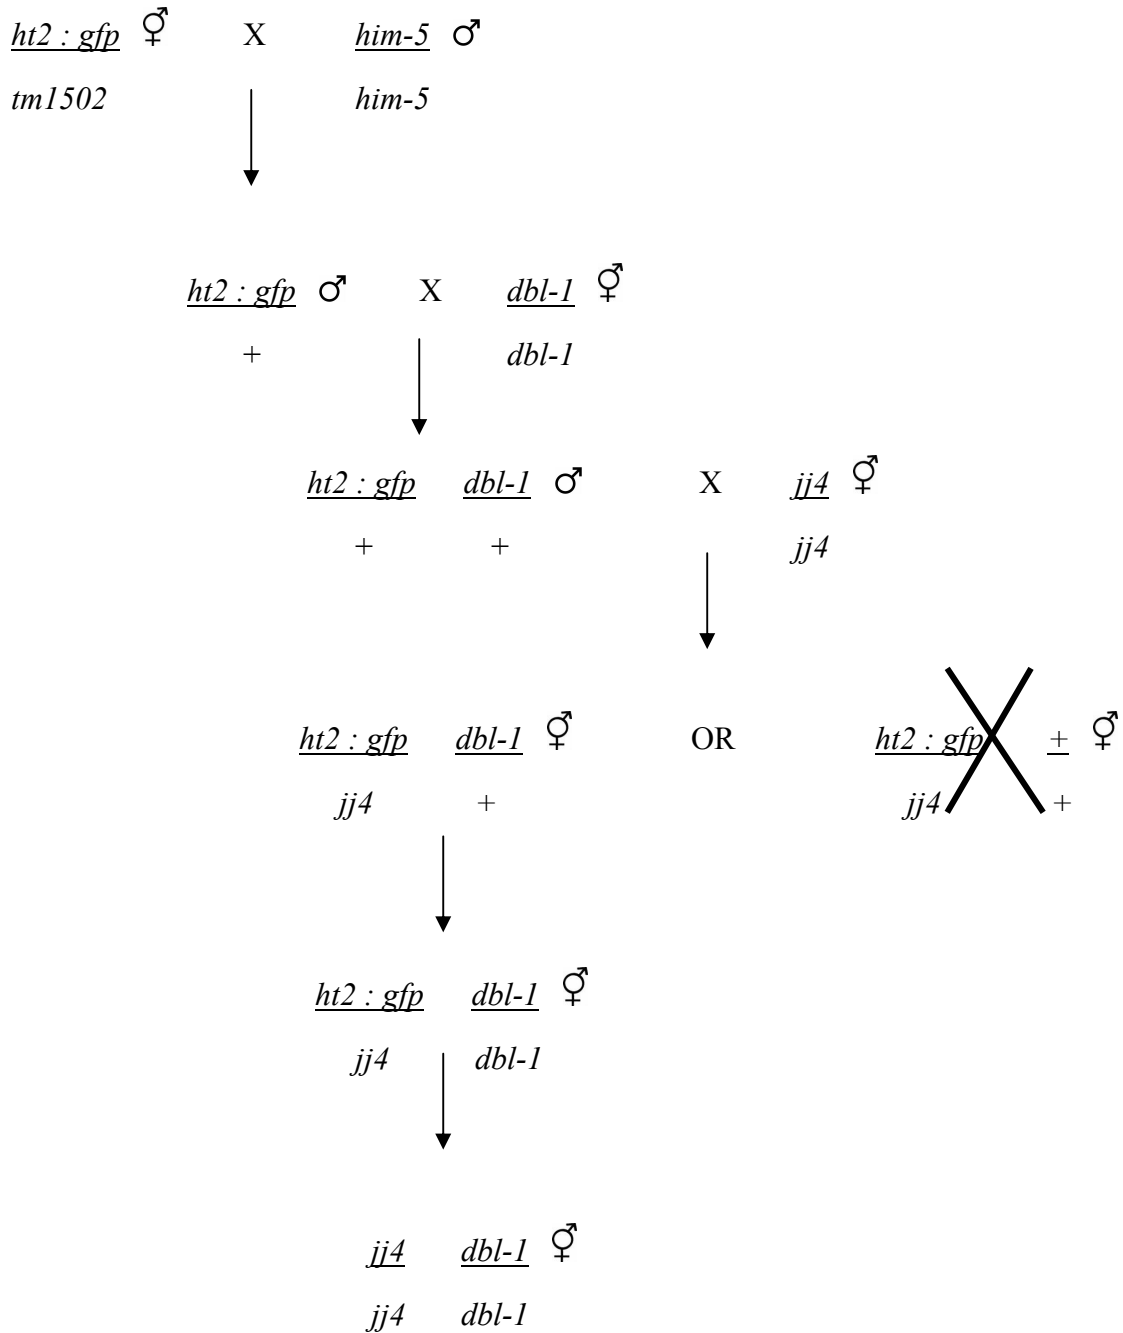 ht2 : gfp ⚥ X him-5 ♂
tm1502 him-5
ht2 : gfp ♂ X dbl-1 ⚥
+ dbl-1
ht2 : gfp dbl-1 ♂ X jj4 ⚥
+ + jj4
ht2 : gfp dbl-1 ⚥ OR ht2 : gfp + ⚥
jj4 + jj4 +
ht2 : gfp dbl-1 ⚥
jj4 dbl-1
jj4 dbl-1 ⚥
jj4 dbl-1